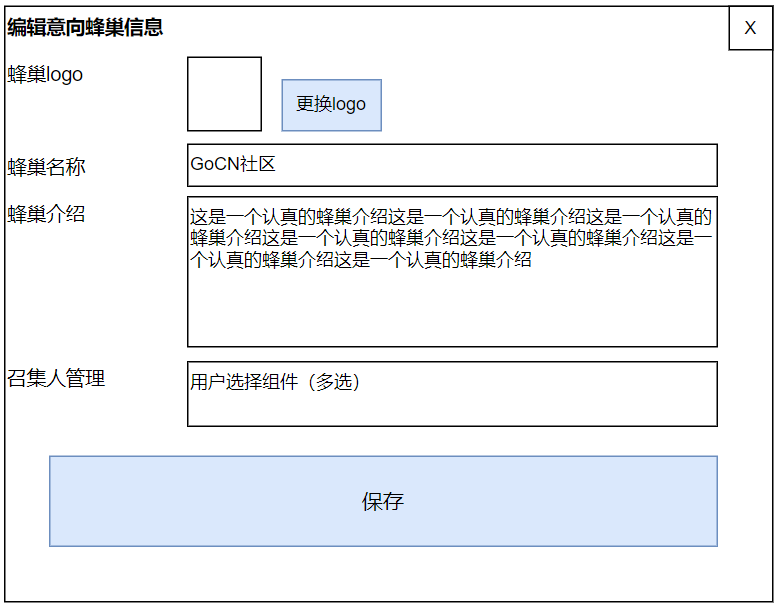 编辑意向蜂巢信息
X
蜂巢logo
更换logo
蜂巢名称
GoCN社区
蜂巢介绍
这是一个认真的蜂巢介绍这是一个认真的蜂巢介绍这是一个认真的
蜂巢介绍这是一个认真的蜂巢介绍这是一个认真的蜂巢介绍这是一
个认真的蜂巢介绍这是一个认真的蜂巢介绍
召集人管理
用户选择组件（多选）
保存